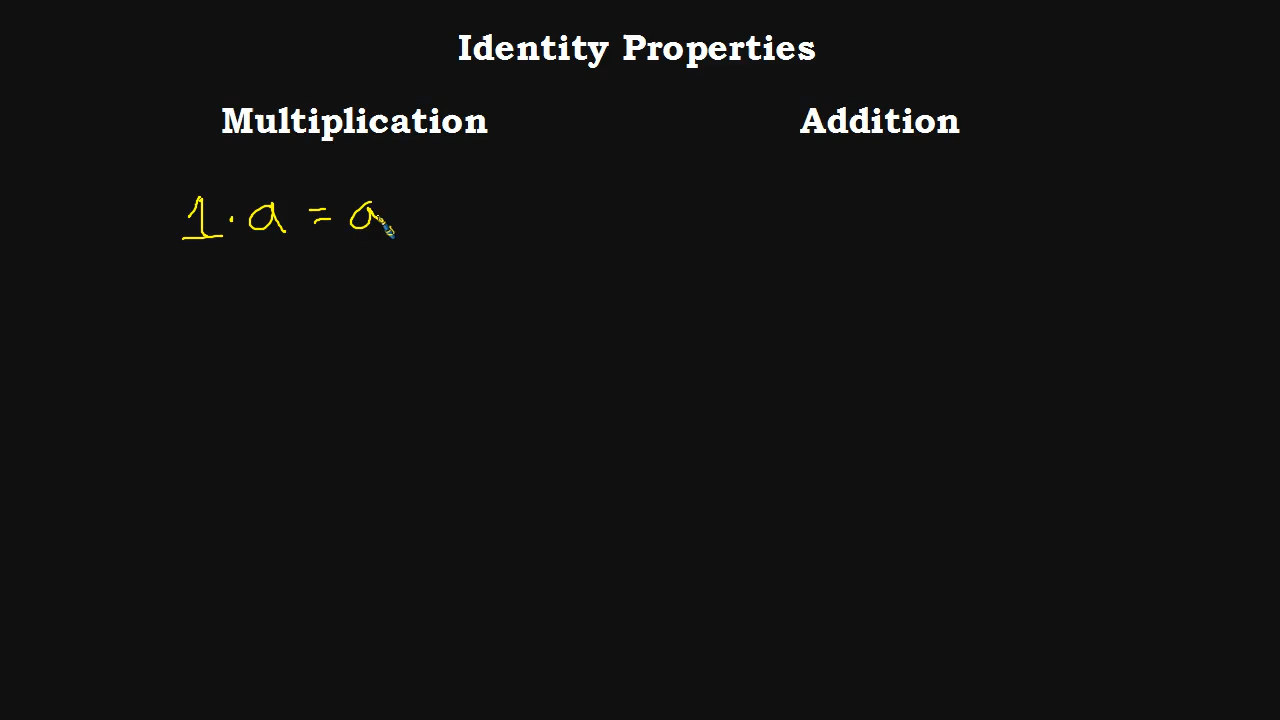 Identity Properties
Multiplication Addition
1 · a = a